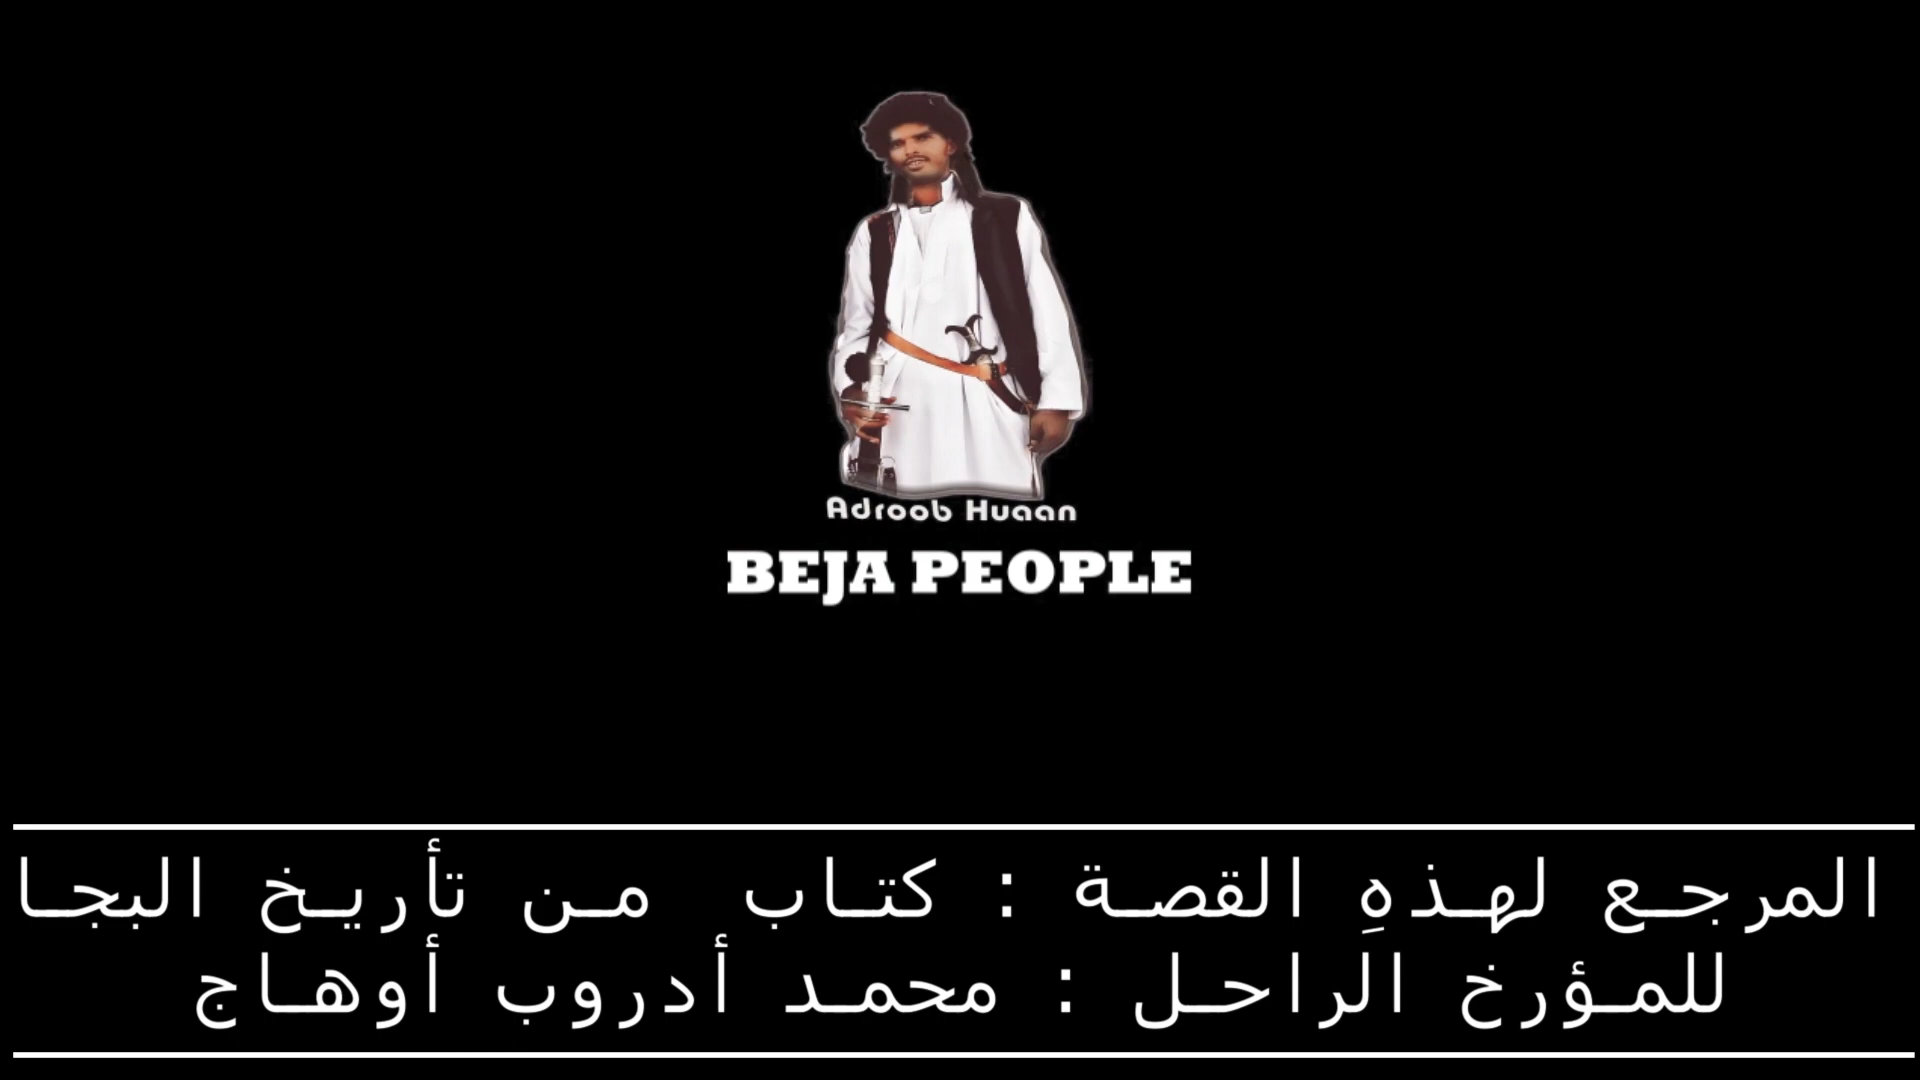 Adroob Huaan
BEJA PEOPLE
المرجع لهذهِ القصة : كتاب من تأريخ البجا
للمؤرخ الراحل : محمد أدروب أوهاج